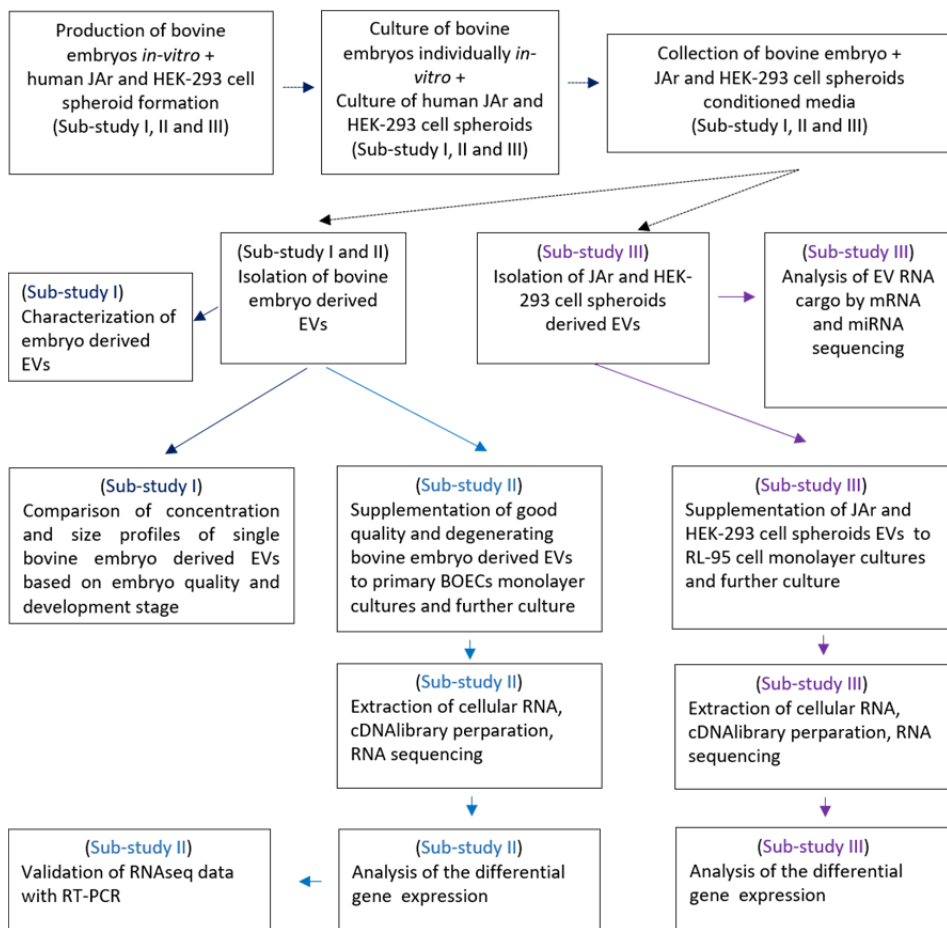 Production of bovine
embryos in-vitro +
human JAr and HEK-293 cell
spheroid formation
(Sub-study I, II and III)
Culture of bovine
embryos individually in-
vitro +
Culture of human JAr and
HEK-293 cell spheroids
(Sub-study I, II and III)
Collection of bovine embryo +
JAr and HEK-293 cell spheroids
conditioned media
(Sub-study I, II and III)
(Sub-study I)
Characterization of
embryo derived
EVs
(Sub-study I and II)
Isolation of bovine
embryo derived
EVs
(Sub-study III)
Isolation of JAr and HEK-
293 cell spheroids
derived EVs
(Sub-study III)
Analysis of EV RNA
cargo by mRNA
and miRNA
sequencing
(Sub-study I)
Comparison of concentration
and size profiles of single
bovine embryo derived EVs
based on embryo quality and
development stage
(Sub-study II)
Supplementation of good
quality and degenerating
bovine embryo derived EVs
to primary BOECs monolayer
cultures and further culture
(Sub-study III)
Supplementation of JAr and
HEK-293 cell spheroids EVs to
RL-95 cell monolayer cultures
and further culture
(Sub-study II)
Extraction of cellular RNA,
cDNAlibrary perparation,
RNA sequencing
(Sub-study III)
Extraction of cellular RNA,
cDNAlibrary perparation, RNA
sequencing
(Sub-study II)
Validation of RNAseq data
with RT-PCR
(Sub-study II)
Analysis of the differential
gene expression
(Sub-study III)
Analysis of the differential
gene expression